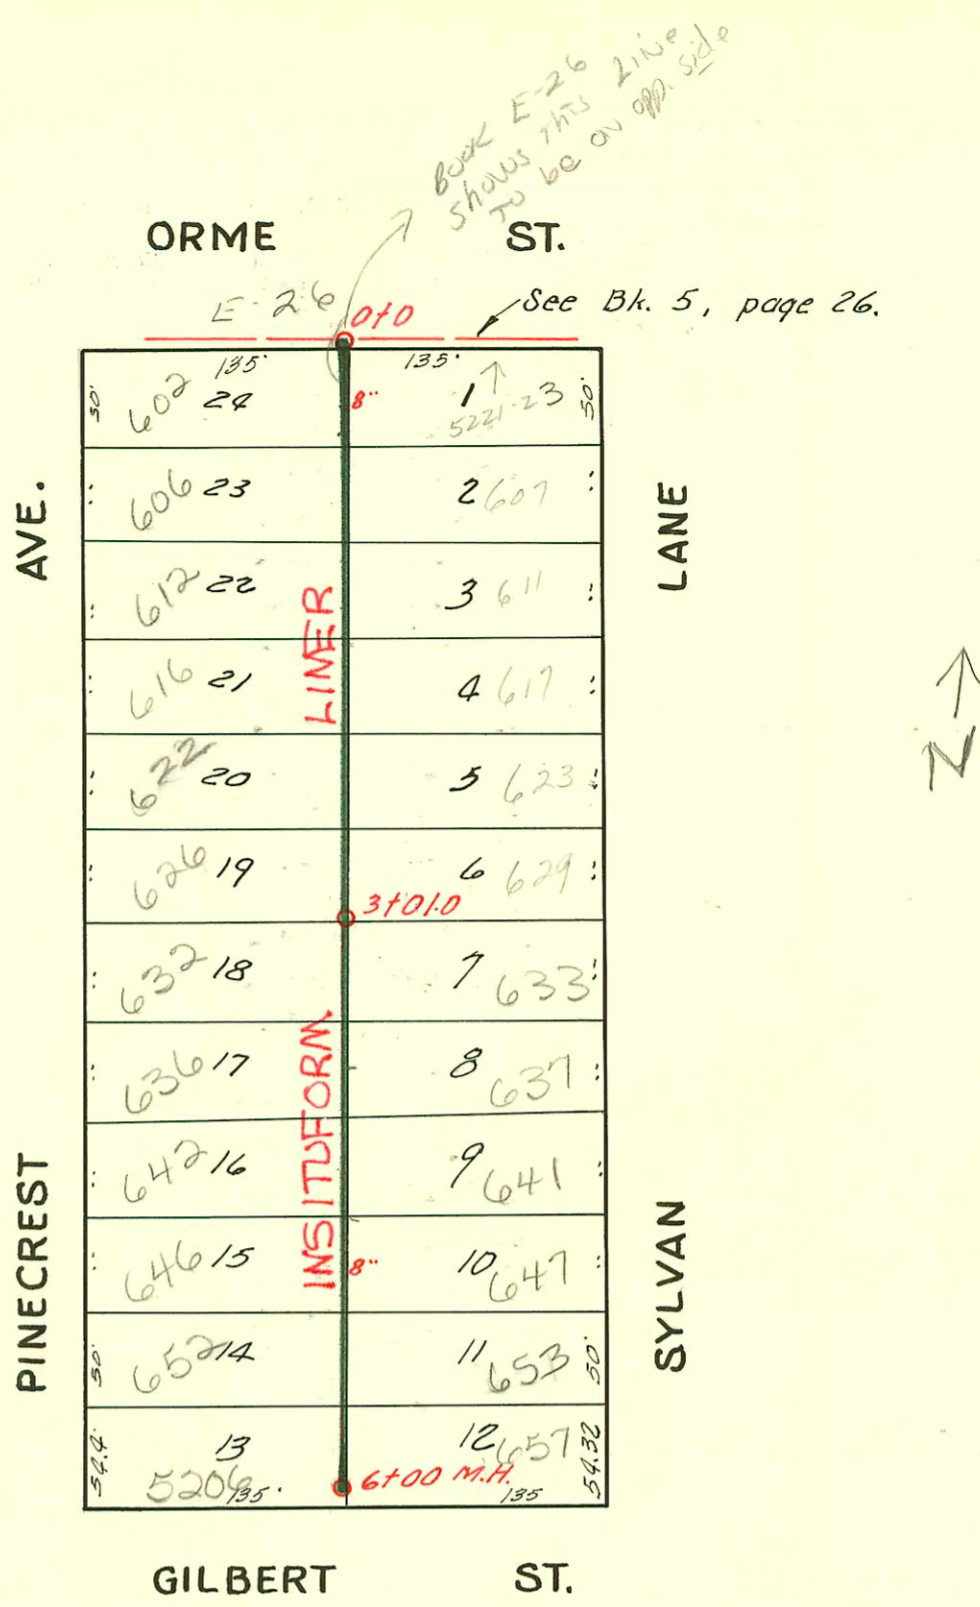 Book E-26
shows this Line
To be on opp. side
ORME ST.
E-26
0+0
See Bk. 5, page 26.
135' 135'
50' 602 24 8" 1 5221-23 50'
606 23 2 607
612 22 3 611
616 21 4 617
622 20 5 623
626 19 6 629
3+01.0
632 18 7 633
636 17 8 637
642 16 9 641
646 15 8" 10 647
50' 652 14 11 653 50'
54.4' 13 12 657 54.32
5206 135' 6+00 M.H. 135
LINER
INSITUFORM
PINECREST AVE.
SYLVAN LANE
N
GILBERT ST.